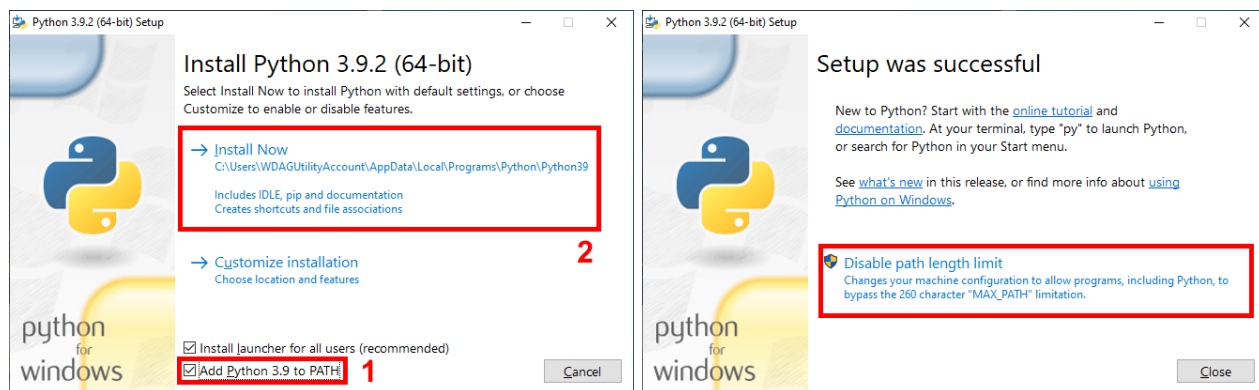 Python 3.9.2 (64-bit) Setup
Install Python 3.9.2 (64-bit)
Select Install Now to install Python with default settings, or choose
Customize to enable or disable features.
Install Now
C:\Users\WDAGUtilityAccount\AppData\Local\Programs\Python\Python39
Includes IDLE, pip and documentation
Creates shortcuts and file associations
2
Customize installation
Choose location and features
python
for
windows
Install launcher for all users (recommended)
Add Python 3.9 to PATH
1
Cancel
Python 3.9.2 (64-bit) Setup
Setup was successful
New to Python? Start with the online tutorial and
documentation. At your terminal, type "py" to launch Python,
or search for Python in your Start menu.
See what's new in this release, or find more info about using
Python on Windows.
Disable path length limit
Changes your machine configuration to allow programs, including Python, to
bypass the 260 character "MAX_PATH" limitation.
python
for
windows
Close